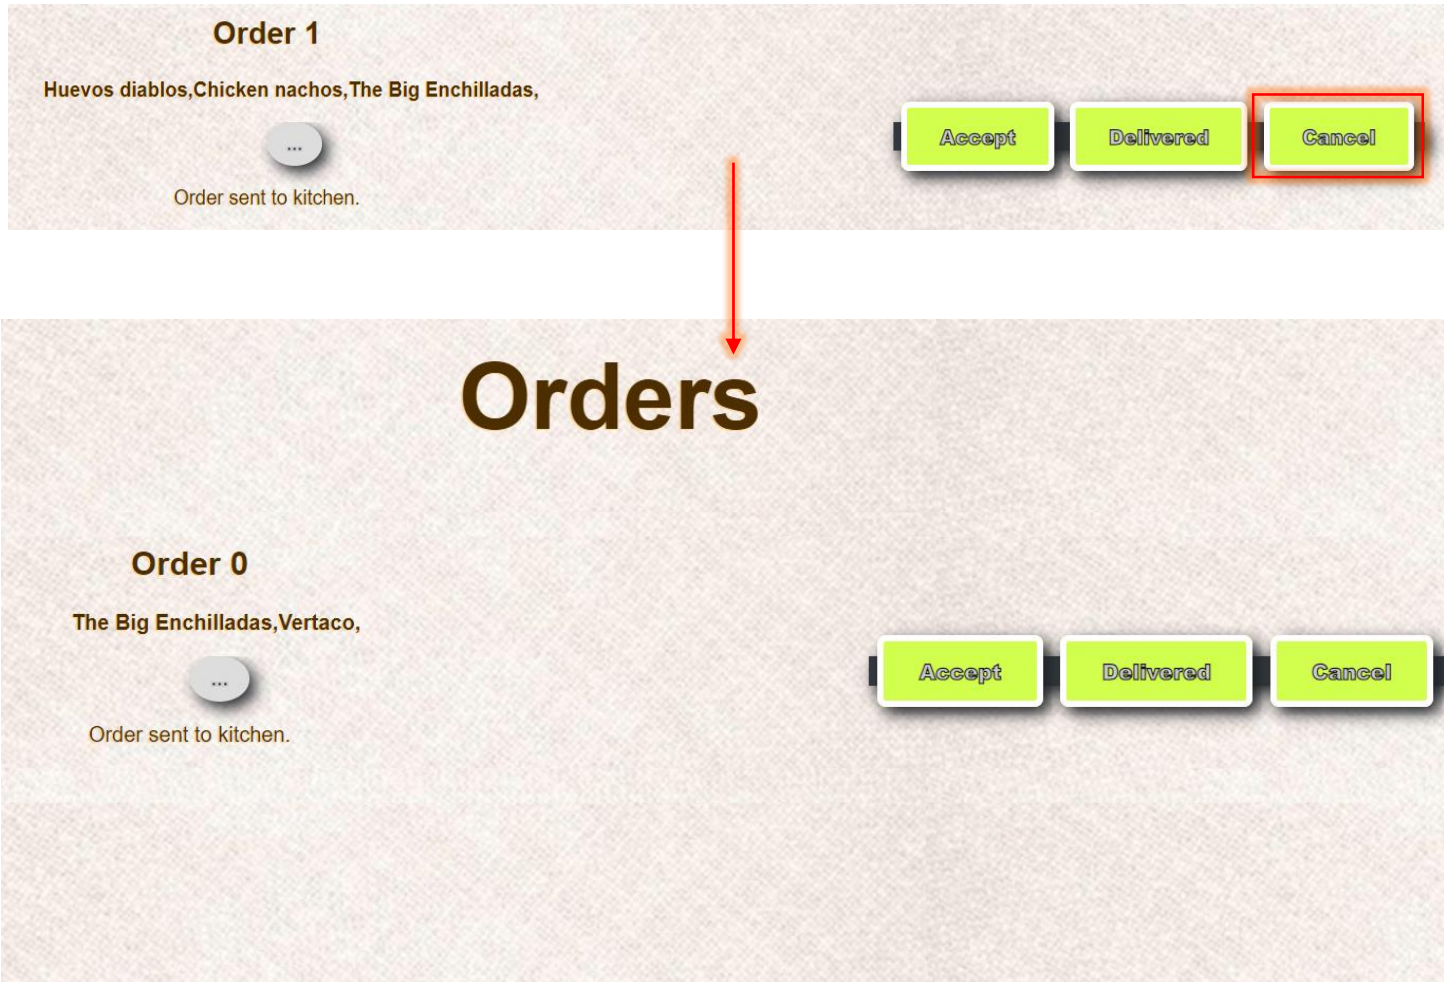 Order 1
Huevos diablos,Chicken nachos,The Big Enchilladas,
...
Accept Delivered Cancel
Order sent to kitchen.
Orders
Order 0
The Big Enchilladas,Vertaco,
...
Accept Delivered Cancel
Order sent to kitchen.